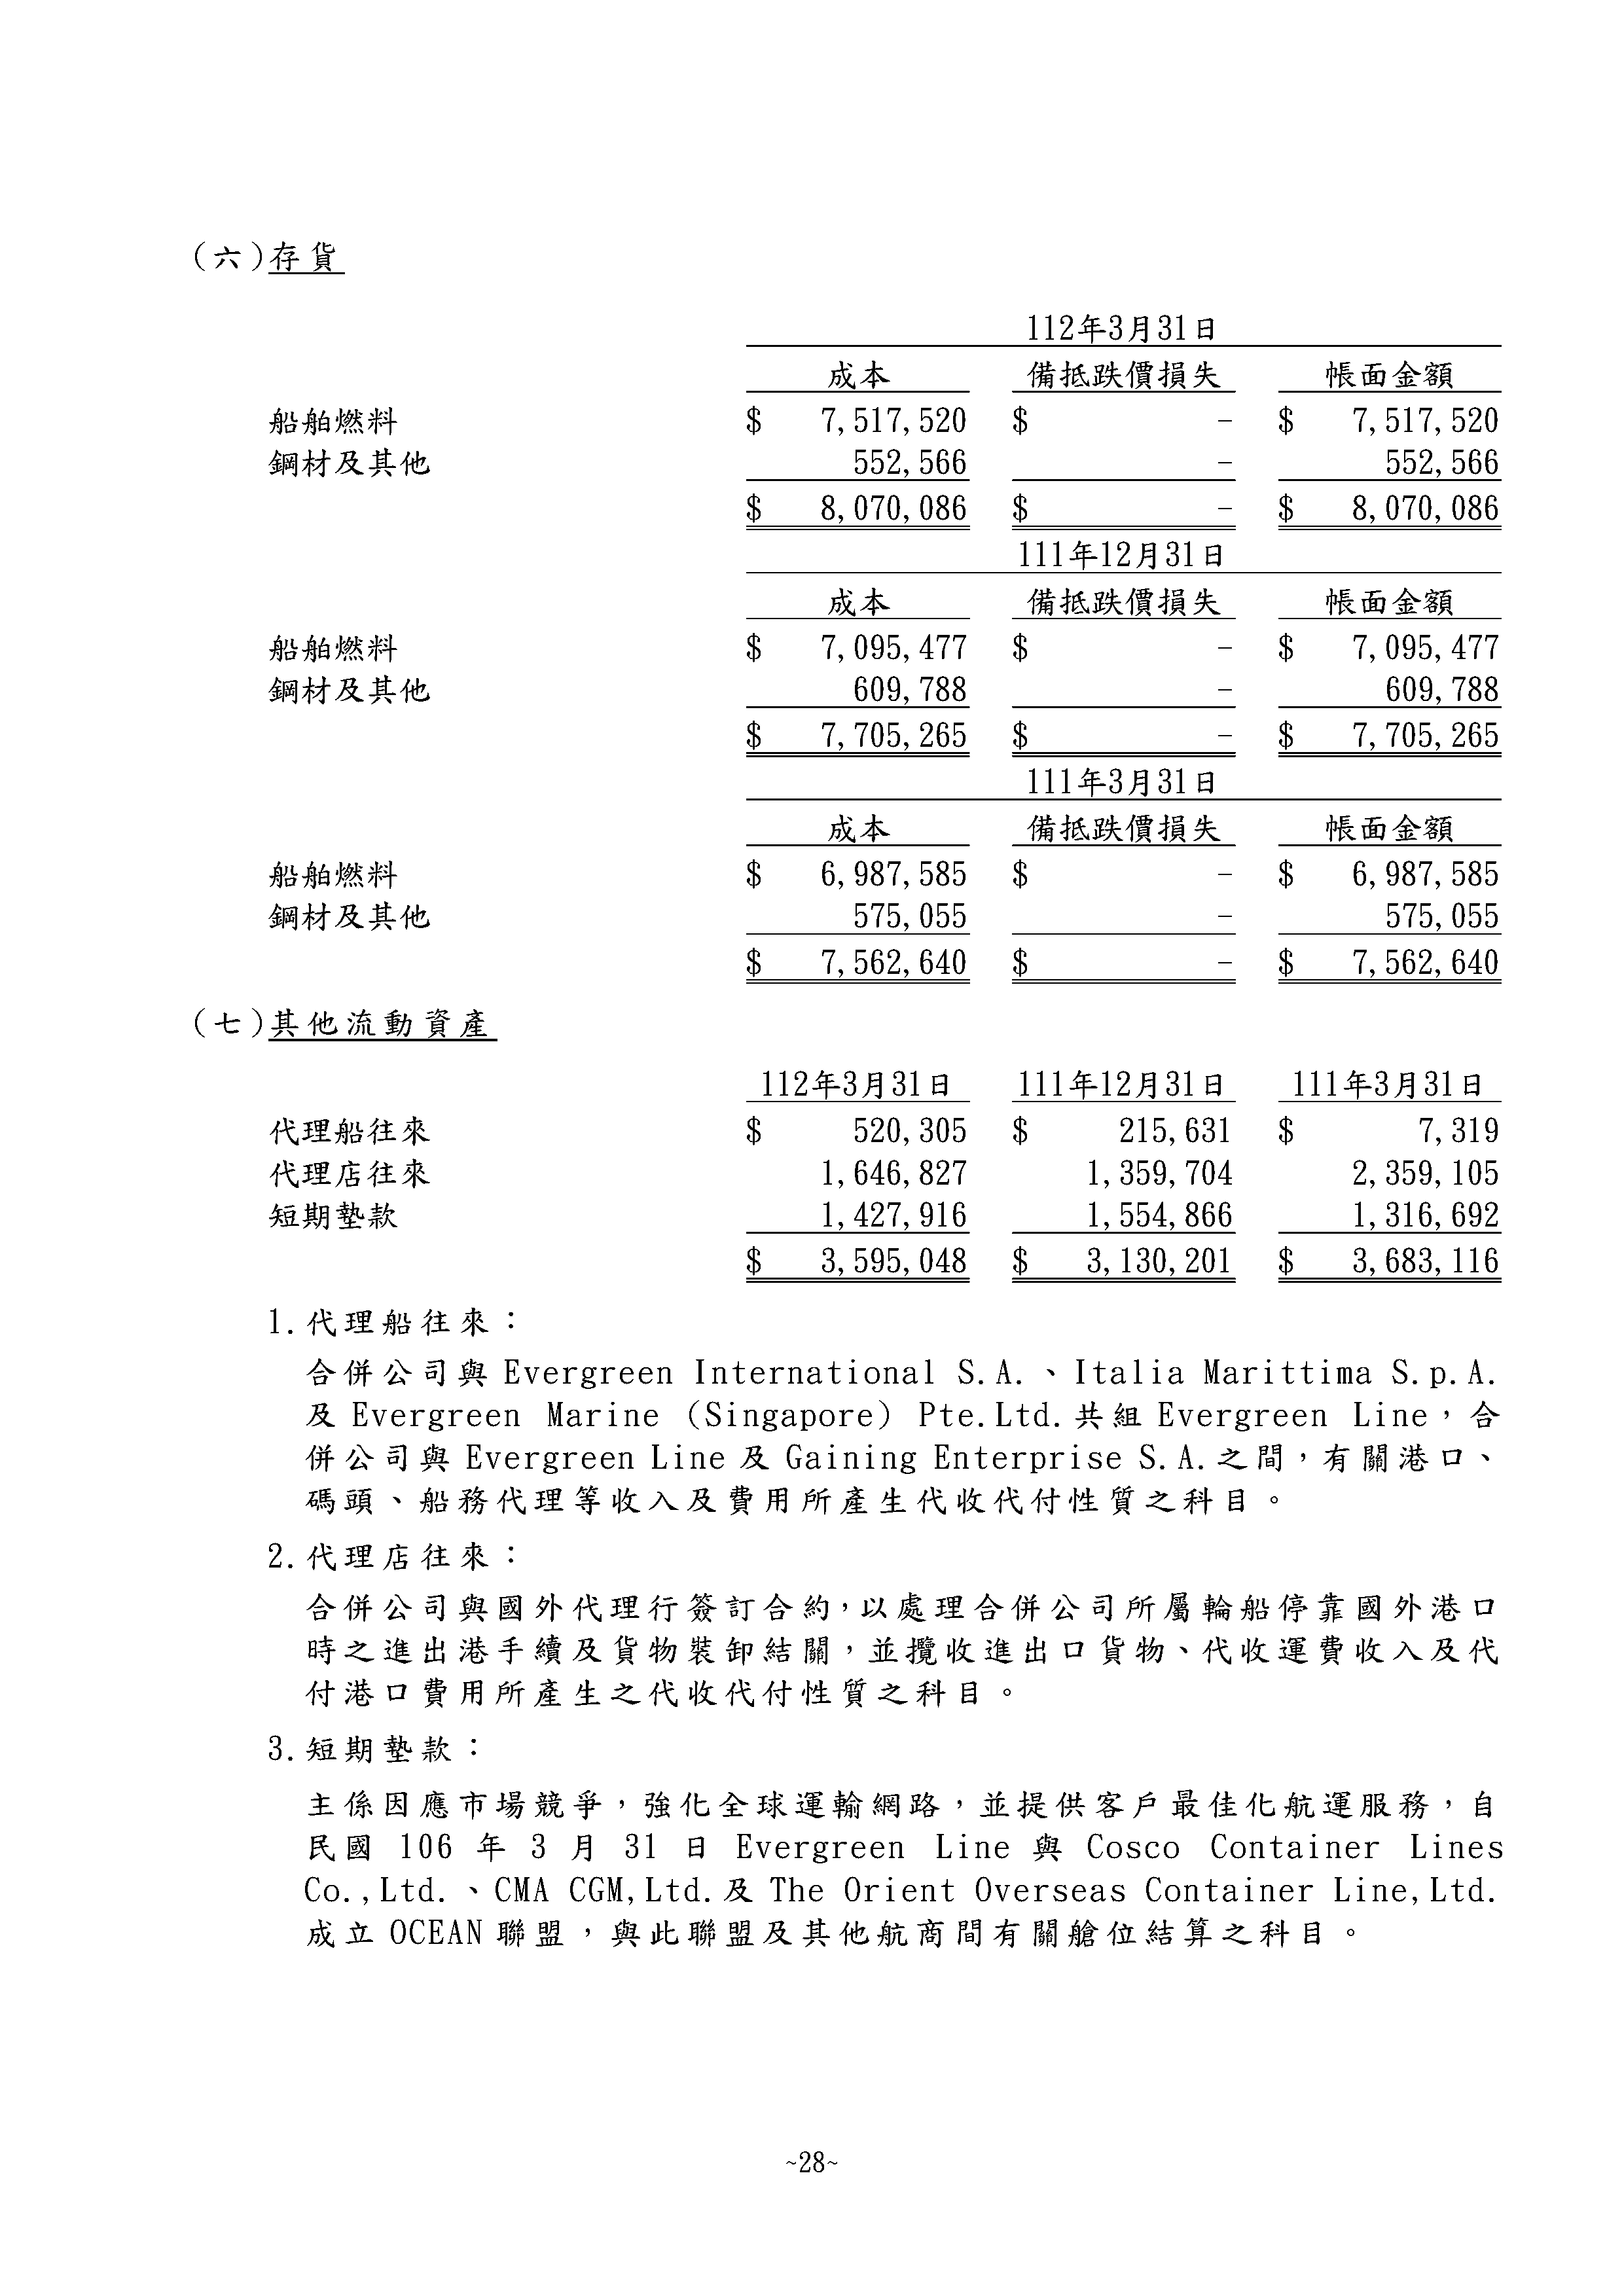 (六)存貨
112年3月31日
成本 備抵跌價損失 帳面金額
船舶燃料 $ 7,517,520 $ - $ 7,517,520
鋼材及其他 552,566 - 552,566
$ 8,070,086 $ - $ 8,070,086
111年12月31日
成本 備抵跌價損失 帳面金額
船舶燃料 $ 7,095,477 $ - $ 7,095,477
鋼材及其他 609,788 - 609,788
$ 7,705,265 $ - $ 7,705,265
111年3月31日
成本 備抵跌價損失 帳面金額
船舶燃料 $ 6,987,585 $ - $ 6,987,585
鋼材及其他 575,055 - 575,055
$ 7,562,640 $ - $ 7,562,640
(七)其他流動資產
112年3月31日 111年12月31日 111年3月31日
代理船往來 $ 520,305 $ 215,631 $ 7,319
代理店往來 1,646,827 1,359,704 2,359,105
短期墊款 1,427,916 1,554,866 1,316,692
$ 3,595,048 $ 3,130,201 $ 3,683,116
1.代理船往來：
合併公司與 Evergreen International S.A.、Italia Marittima S.p.A.
及 Evergreen Marine (Singapore) Pte.Ltd.共組 Evergreen Line，合
併公司與 Evergreen Line 及 Gaining Enterprise S.A.之間，有關港口、
碼頭、船務代理等收入及費用所產生代收代付性質之科目。
2.代理店往來：
合併公司與國外代理行簽訂合約，以處理合併公司所屬輪船停靠國外港口
時之進出港手續及貨物裝卸結關，並攬收進出口貨物、代收運費收入及代
付港口費用所產生之代收代付性質之科目。
3.短期墊款：
主係因應市場競爭，強化全球運輸網路，並提供客戶最佳化航運服務，自
民國 106 年 3 月 31 日 Evergreen Line 與 Cosco Container Lines
Co.,Ltd.、CMA CGM,Ltd.及 The Orient Overseas Container Line,Ltd.
成立 OCEAN 聯盟，與此聯盟及其他航商間有關艙位結算之科目。
~28~